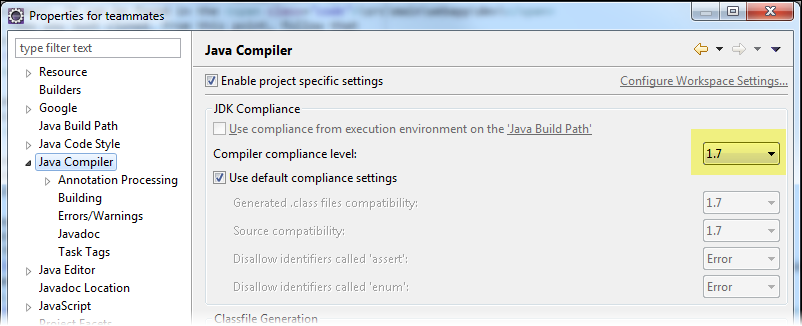 Properties for teammates
type filter text
Resource
Builders
Google
Java Build Path
Java Code Style
Java Compiler
Annotation Processing
Building
Errors/Warnings
Javadoc
Task Tags
Java Editor
Javadoc Location
JavaScript
Project Facets
Java Compiler
Enable project specific settings
Configure Workspace Settings...
JDK Compliance
Use compliance from execution environment on the 'Java Build Path'
Compiler compliance level: 1.7
Use default compliance settings
Generated .class files compatibility: 1.7
Source compatibility: 1.7
Disallow identifiers called 'assert': Error
Disallow identifiers called 'enum': Error
Classfile Generation